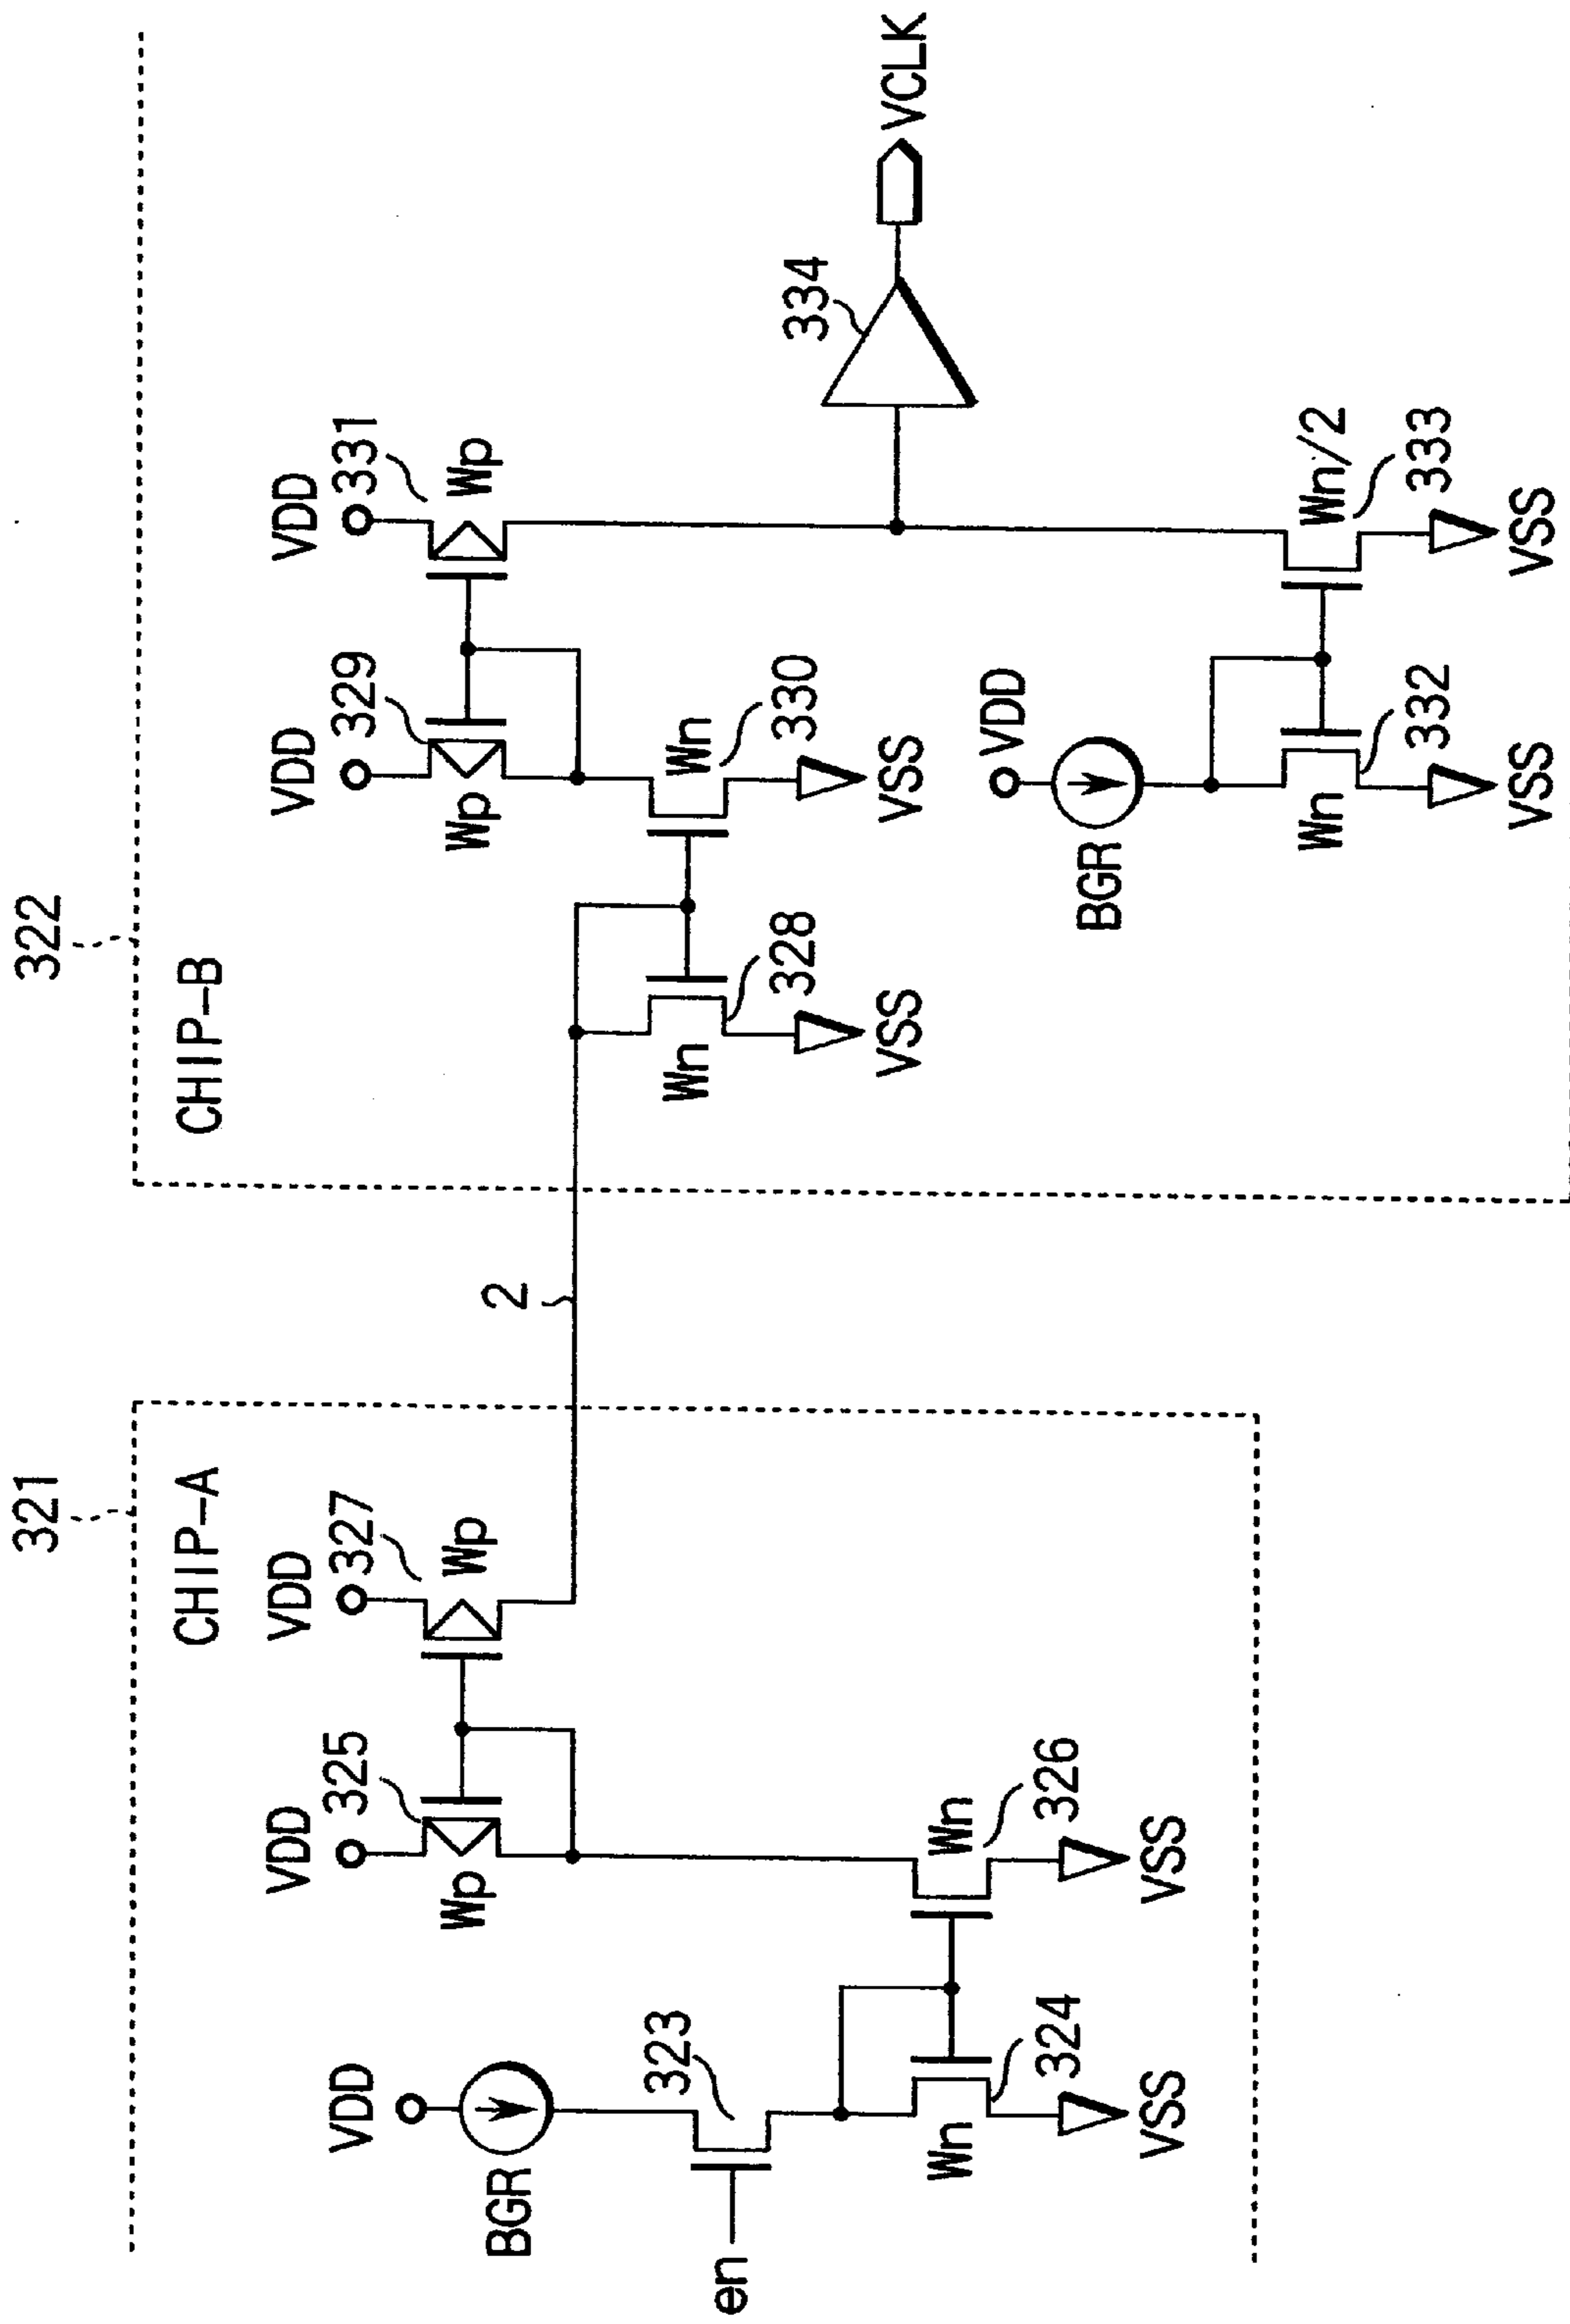 321
322
CHIP-A
CHIP-B
VDD
VDD
VDD
VDD
VDD
325
327
329
331
BGR
Wp
Wp
Wp
Wp
2
334
VCLK
323
en
Wn
Wn
328
330
VSS
VSS
VDD
BGR
Wn
Wn
324
326
VSS
VSS
Wn
Wn/2
332
333
VSS
VSS